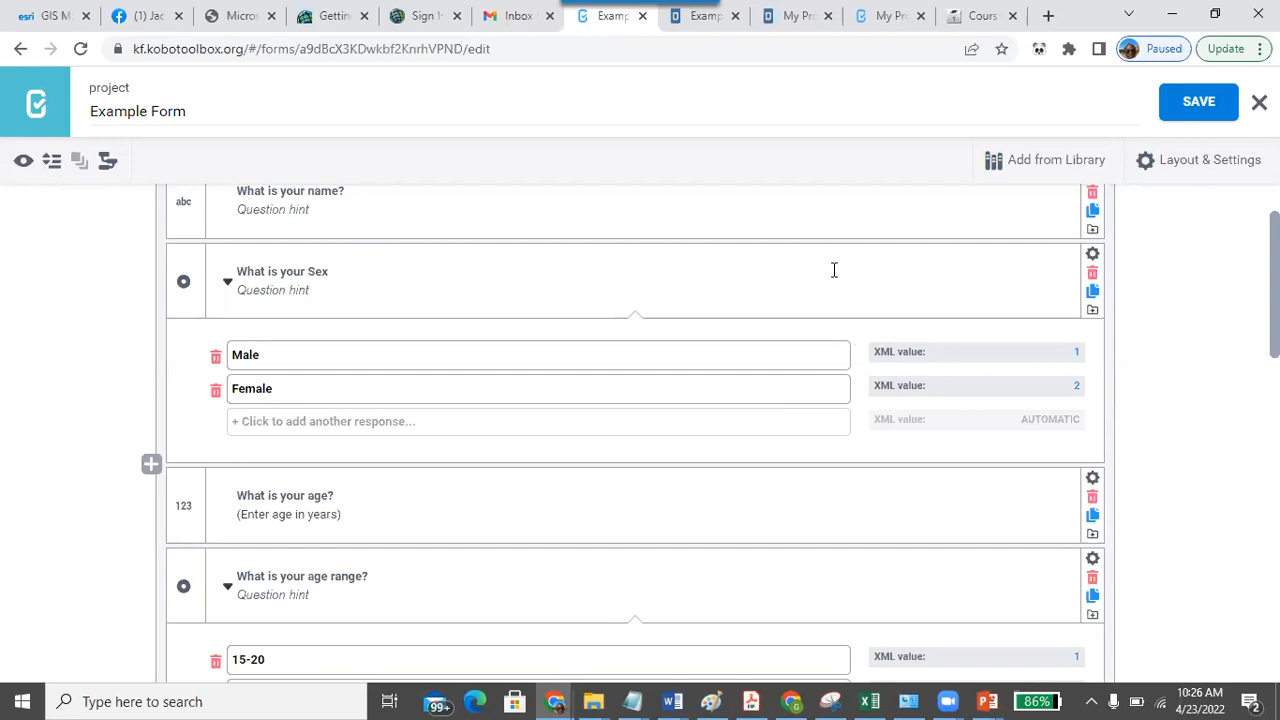 GIS M
(1) Jac
Micro
Getting
Sign I
Inbox
Examp
Examp
My Pr
My Pr
Cours
kf.kobotoolbox.org/#/forms/a9dBcX3KDwkbf2KnrhVPND/edit
Paused
Update
project
Example Form
SAVE
Add from Library
Layout & Settings
abc
What is your name?
Question hint
What is your Sex
Question hint
Male
XML value: 1
Female
XML value: 2
+ Click to add another response...
XML value: AUTOMATIC
123
What is your age?
(Enter age in years)
What is your age range?
Question hint
15-20
XML value: 1
Type here to search
99+
86%
10:26 AM
4/23/2022
2